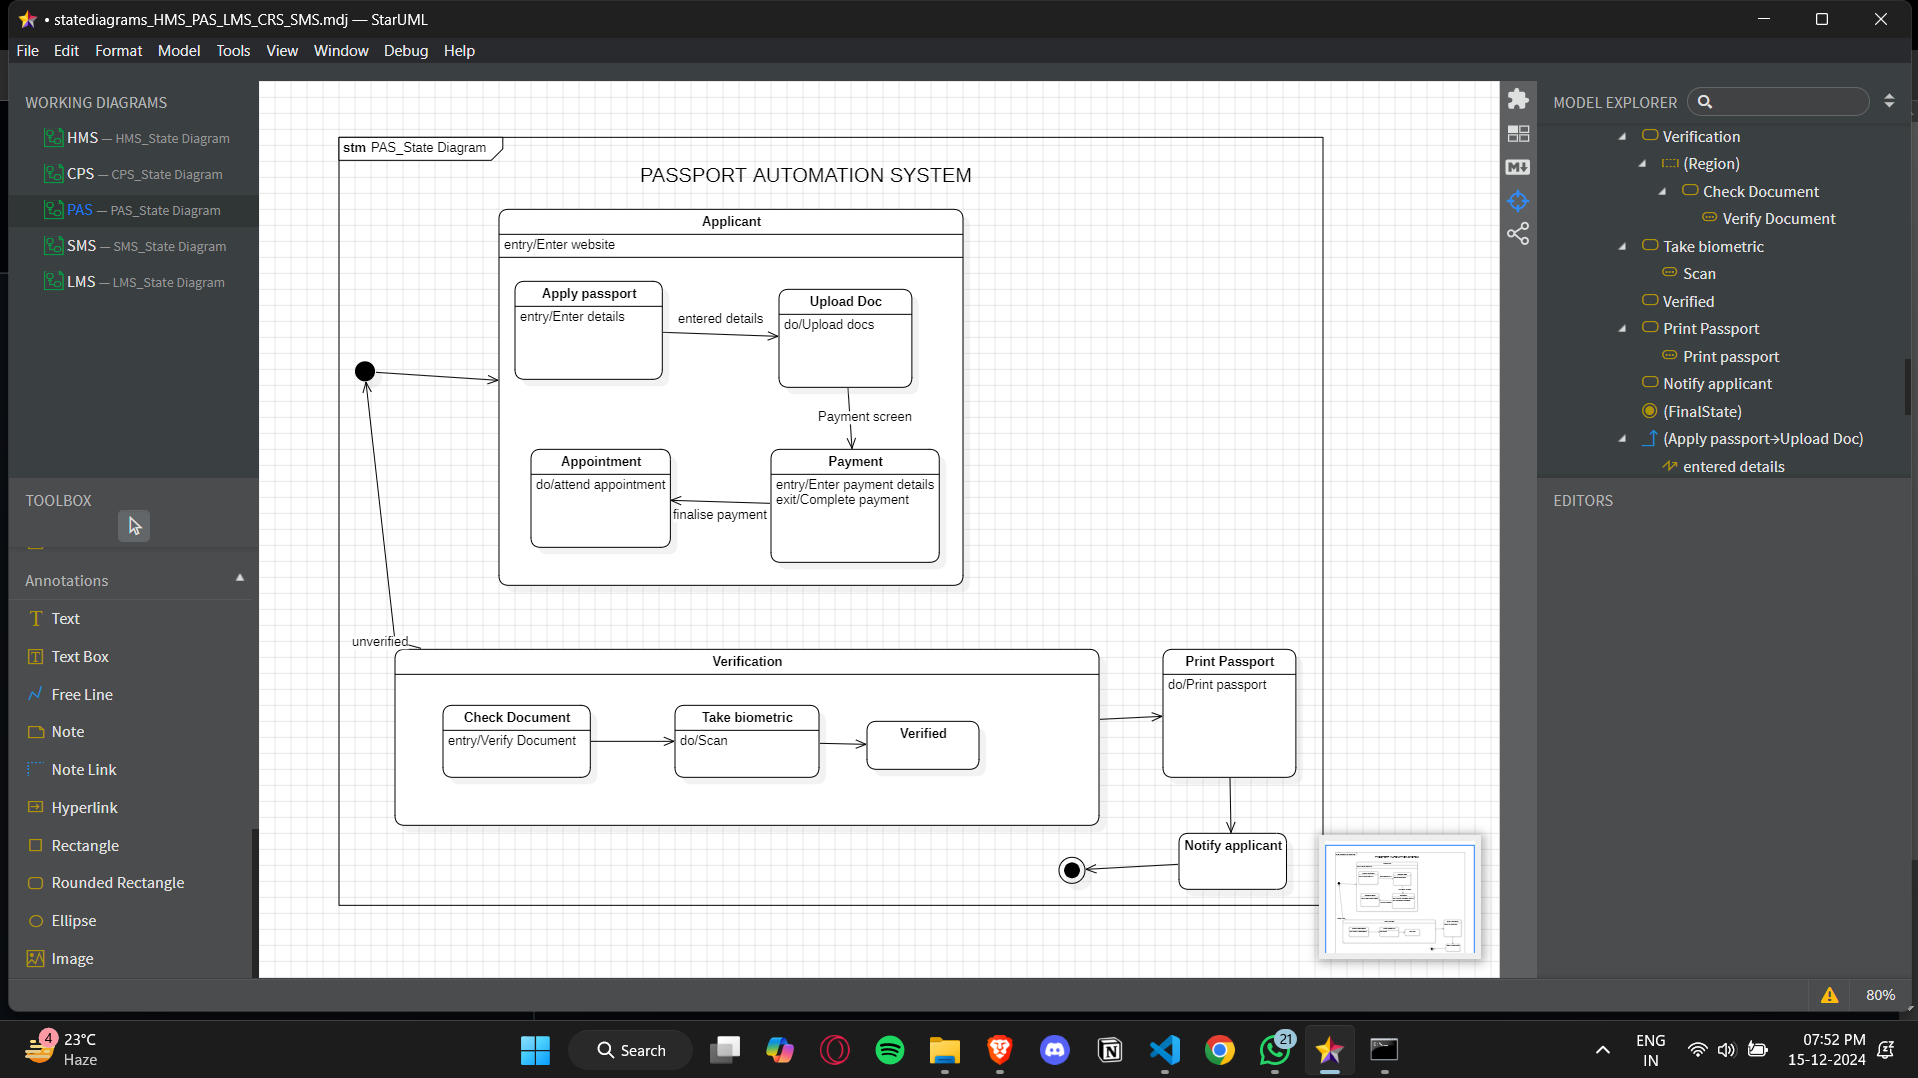 • statediagrams_HMS_PAS_LMS_CRS_SMS.mdj — StarUML
File Edit Format Model Tools View Window Debug Help
WORKING DIAGRAMS
HMS — HMS_State Diagram
CPS — CPS_State Diagram
PAS — PAS_State Diagram
SMS — SMS_State Diagram
LMS — LMS_State Diagram
TOOLBOX
Annotations
Text
Text Box
Free Line
Note
Note Link
Hyperlink
Rectangle
Rounded Rectangle
Ellipse
Image
stm PAS_State Diagram
PASSPORT AUTOMATION SYSTEM
Applicant
entry/Enter website
Apply passport
entry/Enter details
entered details
Upload Doc
do/Upload docs
Payment screen
Appointment
do/attend appointment
Payment
entry/Enter payment details
exit/Complete payment
finalise payment
unverified
Verification
Check Document
entry/Verify Document
Take biometric
do/Scan
Verified
Print Passport
do/Print passport
Notify applicant
MODEL EXPLORER
Verification
(Region)
Check Document
Verify Document
Take biometric
Scan
Verified
Print Passport
Print passport
Notify applicant
(FinalState)
(Apply passport→Upload Doc)
entered details
EDITORS
80%
4
23°C
Haze
Search
21
ENG
IN
07:52 PM
15-12-2024